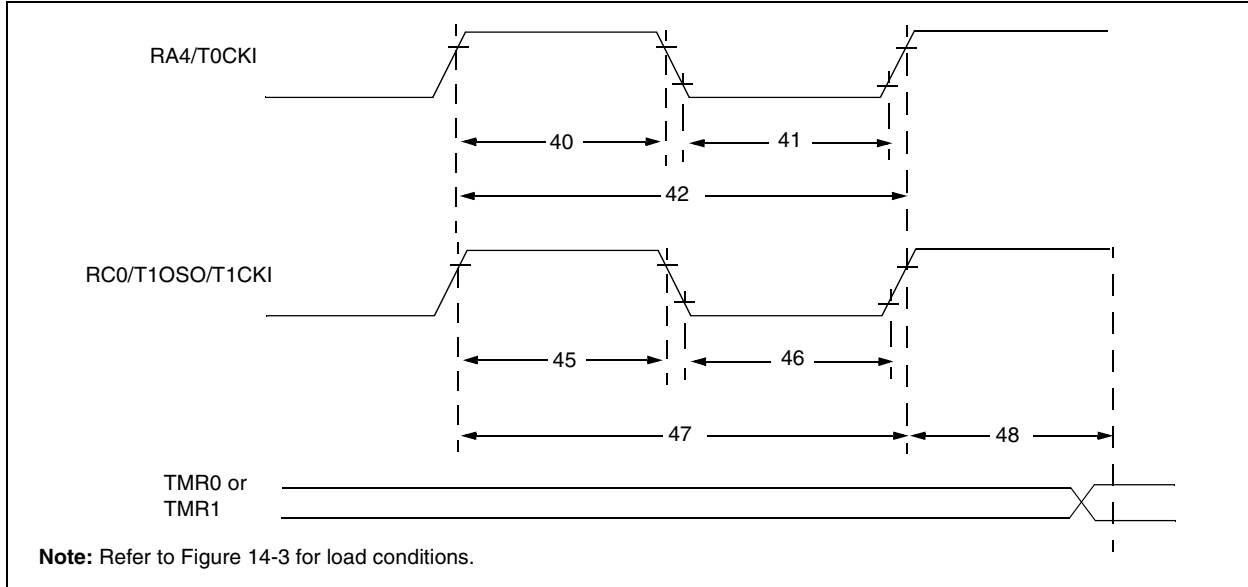 RA4/T0CKI
40
41
42
RC0/T1OSO/T1CKI
45
46
47
48
TMR0 or
TMR1
Note: Refer to Figure 14-3 for load conditions.